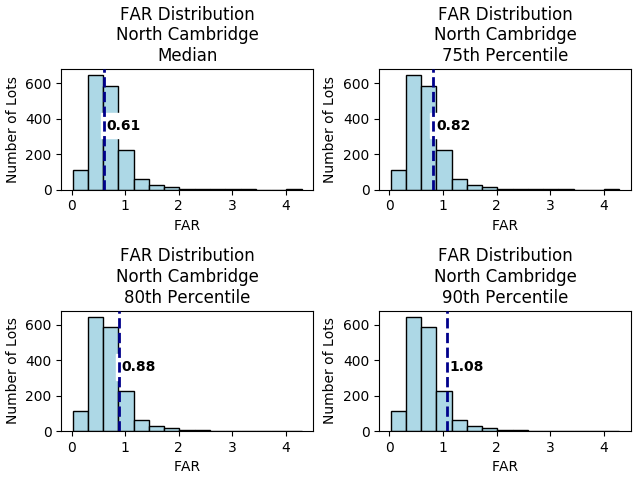 FAR Distribution
North Cambridge
Median
Number of Lots
600
400
200
0
0.61
0 1 2 3 4
FAR
FAR Distribution
North Cambridge
75th Percentile
Number of Lots
600
400
200
0
0.82
0 1 2 3 4
FAR
FAR Distribution
North Cambridge
80th Percentile
Number of Lots
600
400
200
0
0.88
0 1 2 3 4
FAR
FAR Distribution
North Cambridge
90th Percentile
Number of Lots
600
400
200
0
1.08
0 1 2 3 4
FAR